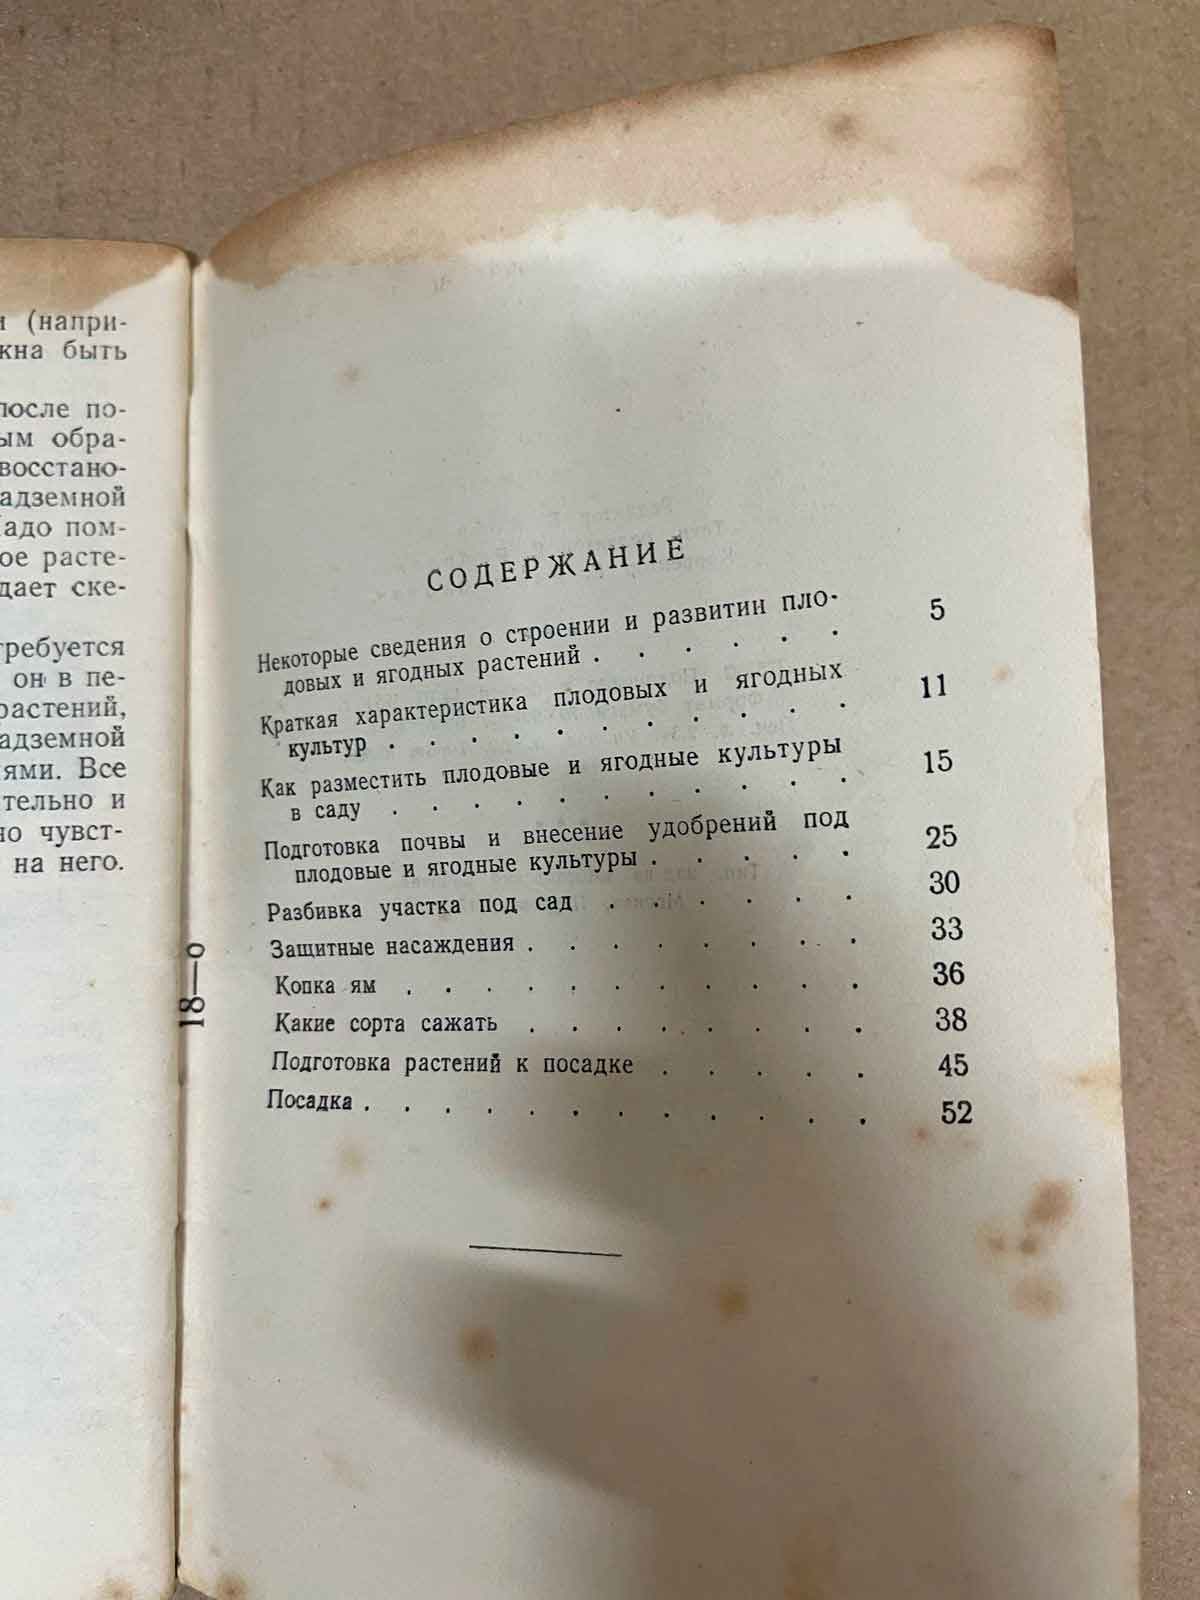 и (напри-
жна быть
после по-
ым обра-
восстано-
адземной
Надо пом-
ое расте-
дает ске-
требуется
он в пе-
растений,
адземной
иями. Все
тельно и
но чувст-
на него.
18—0
СОДЕРЖАНИЕ
Некоторые сведения о строении и развитии пло- 5
довых и ягодных растений . . . . . .
Краткая характеристика плодовых и ягодных 11
культур . . . . . . . . . .
Как разместить плодовые и ягодные культуры 15
в саду . . . . . . . . . .
Подготовка почвы и внесение удобрений под
плодовые и ягодные культуры . . . . . 25
Разбивка участка под сад . . . . . . 30
Защитные насаждения . . . . . . . 33
Копка ям . . . . . . . . . . 36
Какие сорта сажать . . . . . . . 38
Подготовка растений к посадке . . . . . 45
Посадка . . . . . . . . . . . 52